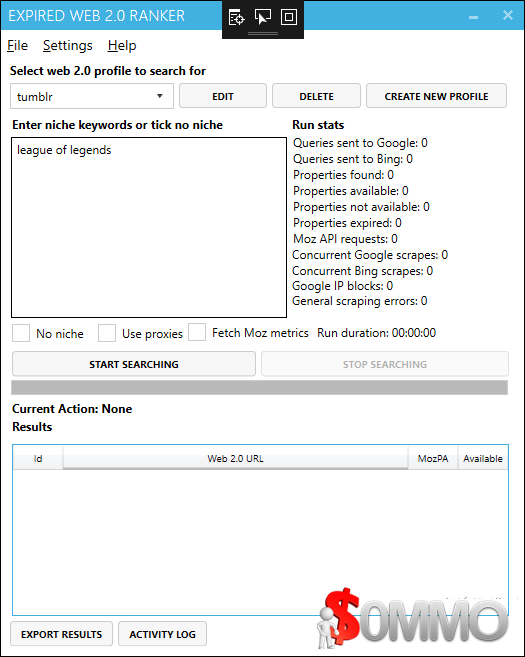 EXPIRED WEB 2.0 RANKER
File Settings Help
Select web 2.0 profile to search for
tumblr EDIT DELETE CREATE NEW PROFILE
Enter niche keywords or tick no niche
league of legends
Run stats
Queries sent to Google: 0
Queries sent to Bing: 0
Properties found: 0
Properties available: 0
Properties not available: 0
Properties expired: 0
Moz API requests: 0
Concurrent Google scrapes: 0
Concurrent Bing scrapes: 0
Google IP blocks: 0
General scraping errors: 0
No niche Use proxies Fetch Moz metrics Run duration: 00:00:00
START SEARCHING STOP SEARCHING
Current Action: None
Results
Id Web 2.0 URL MozPA Available
$OMMO
EXPORT RESULTS ACTIVITY LOG